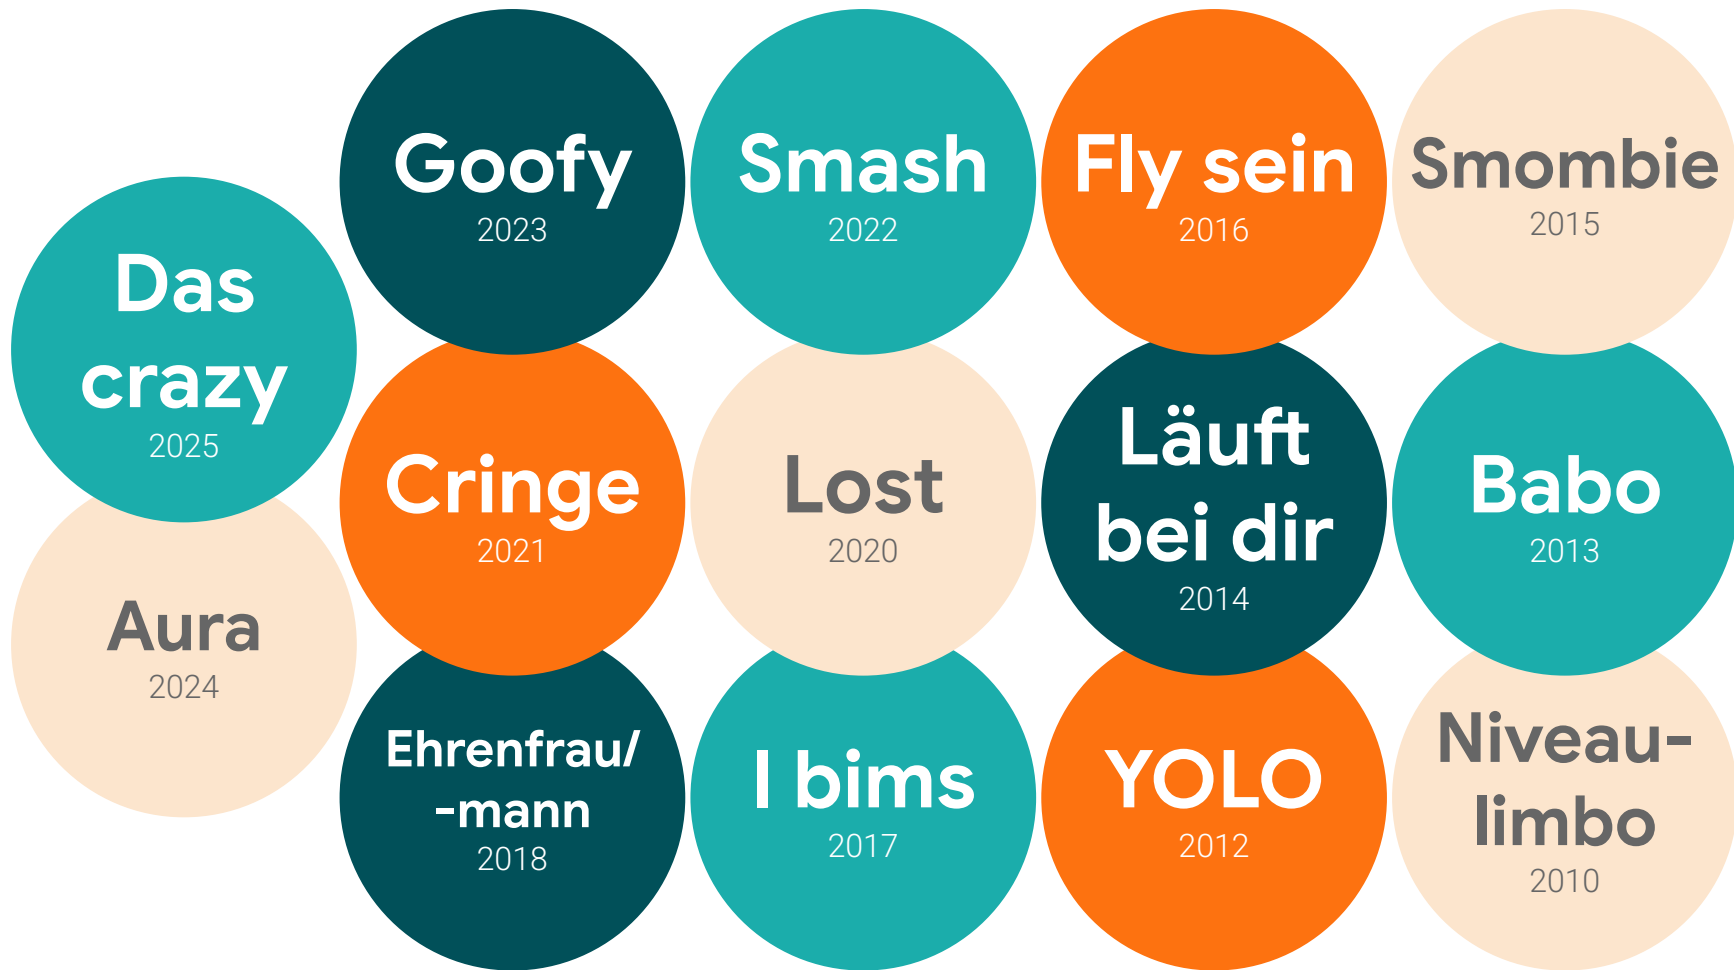 Das
crazy
2025
Aura
2024
Goofy
2023
Cringe
2021
Ehrenfrau/
-mann
2018
Smash
2022
Lost
2020
I bims
2017
Fly sein
2016
Läuft
bei dir
2014
YOLO
2012
Smombie
2015
Babo
2013
Niveau-
limbo
2010